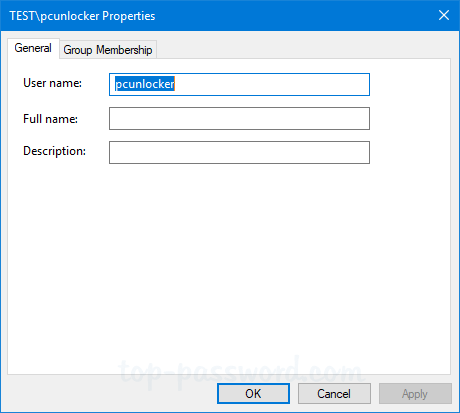 TEST\pcunlocker Properties
General Group Membership
User name: pcunlocker
Full name:
Description:
top-password.com
OK Cancel Apply